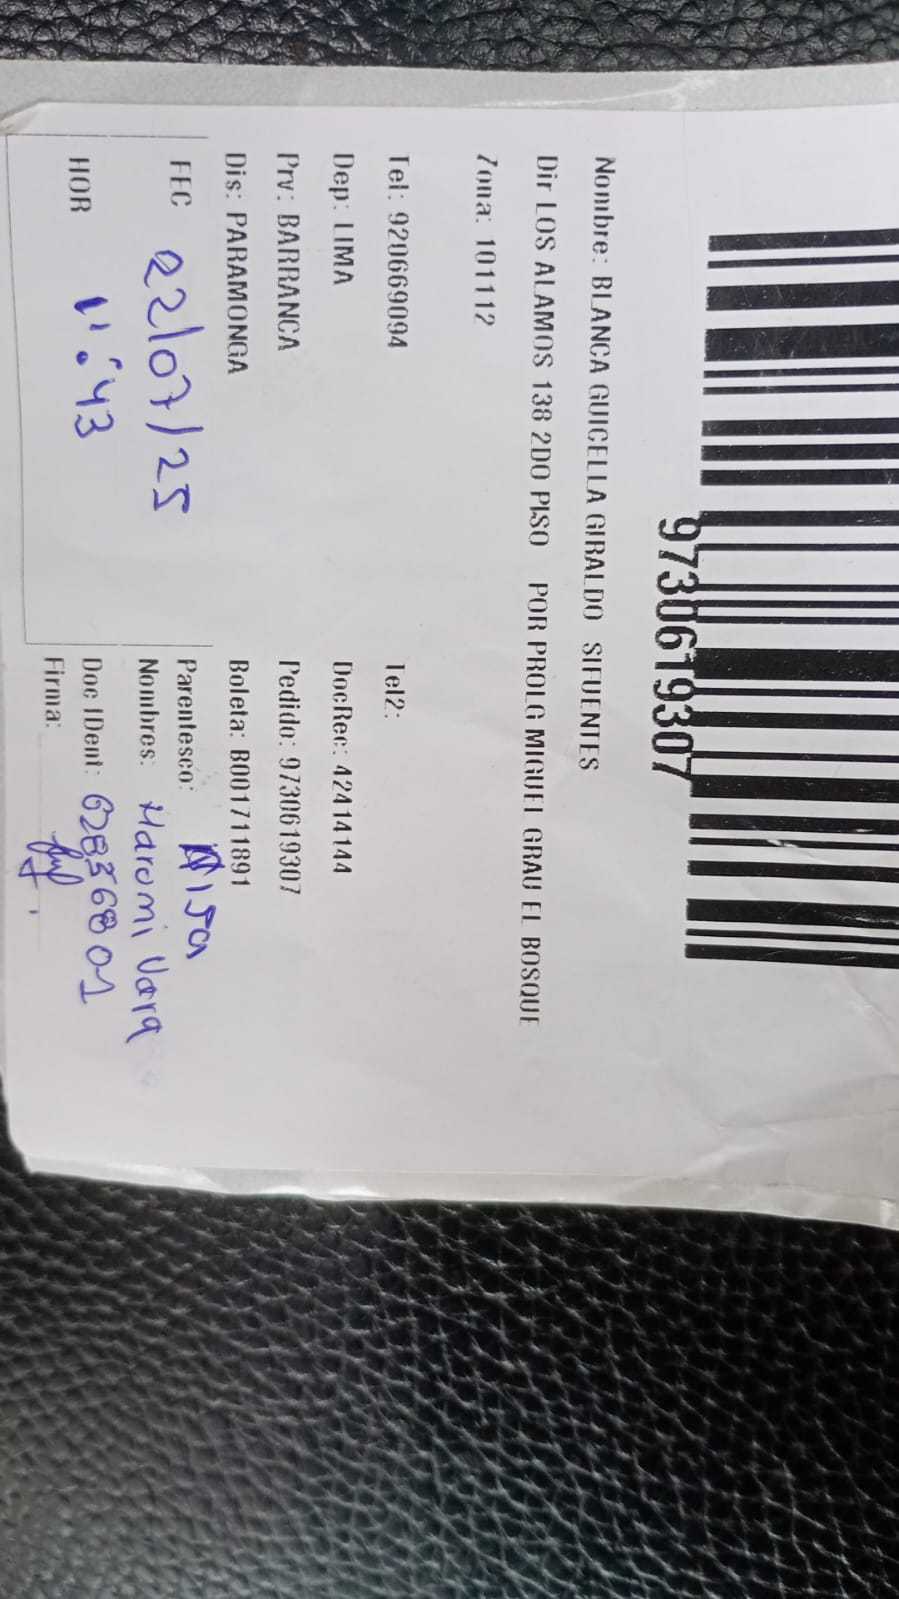 9730619307
Nombre: BLANCA GUICELLA GIRALDO SIFUENTES
Dir LOS ALAMOS 138 2DO PISO POR PROLG MIGUEL GRAU EL BOSQUE
Zona: 101112
Tel: 920669094 Tel2:
Dep: LIMA DocRec: 42414144
Prv: BARRANCA Pedido: 9730619307
Dis: PARAMONGA Boleta: B001711891
FEC 22/07/25 Parentesco:
Nombres: Haromi Vara
HOR 11:43 Doc IDent:
Firma: